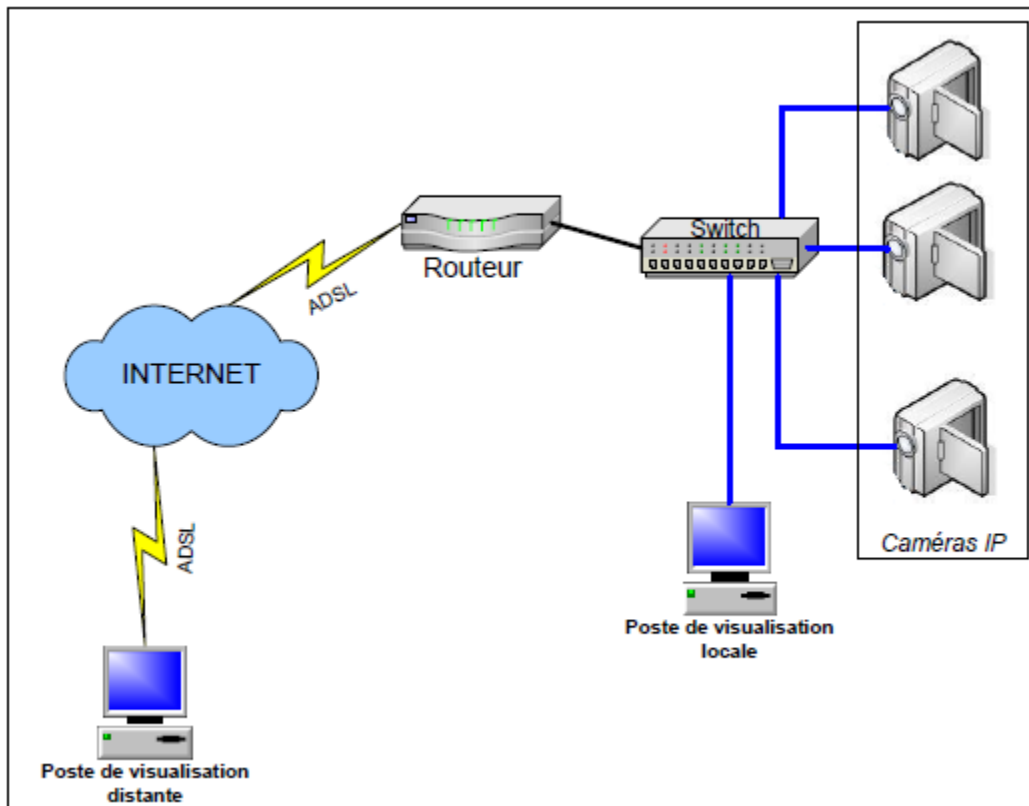 Switch
Routeur
ADSL
INTERNET
ADSL
Caméras IP
Poste de visualisation
locale
Poste de visualisation
distante